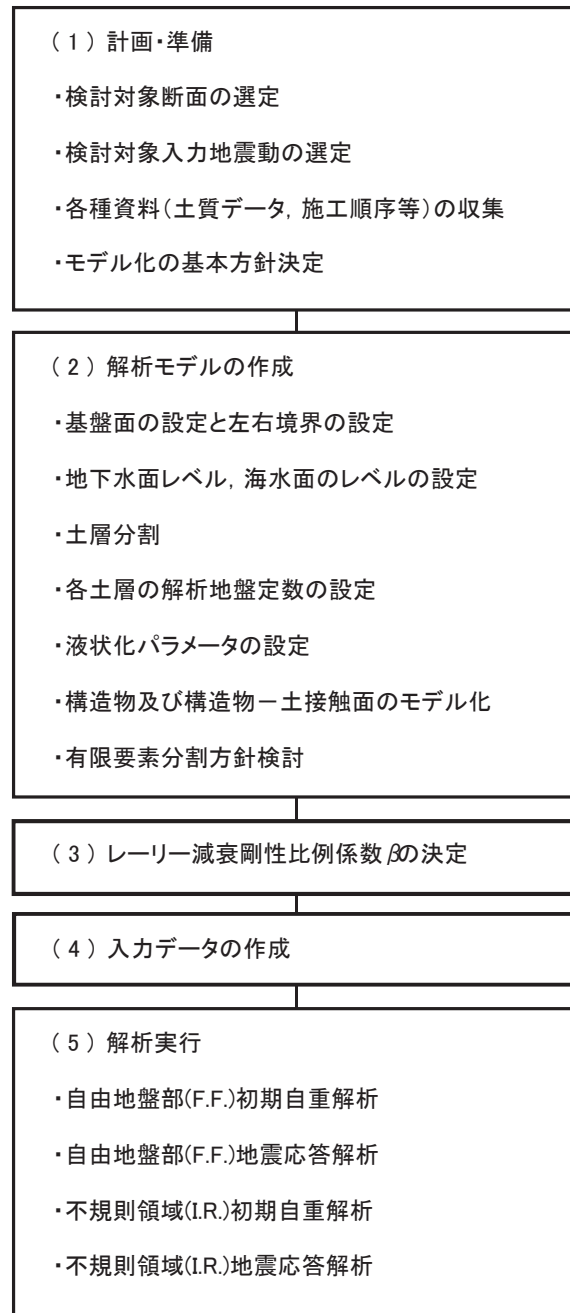 (1)計画・準備
・検討対象断面の選定
・検討対象入力地震動の選定
・各種資料(土質データ, 施工順序等)の収集
・モデル化の基本方針決定
(2)解析モデルの作成
・基盤面の設定と左右境界の設定
・地下水面レベル, 海水面のレベルの設定
・土層分割
・各土層の解析地盤定数の設定
・液状化パラメータの設定
・構造物及び構造物－土接触面のモデル化
・有限要素分割方針検討
(3)レーリー減衰剛性比例係数βの決定
(4)入力データの作成
(5)解析実行
・自由地盤部(F.F.)初期自重解析
・自由地盤部(F.F.)地震応答解析
・不規則領域(I.R.)初期自重解析
・不規則領域(I.R.)地震応答解析